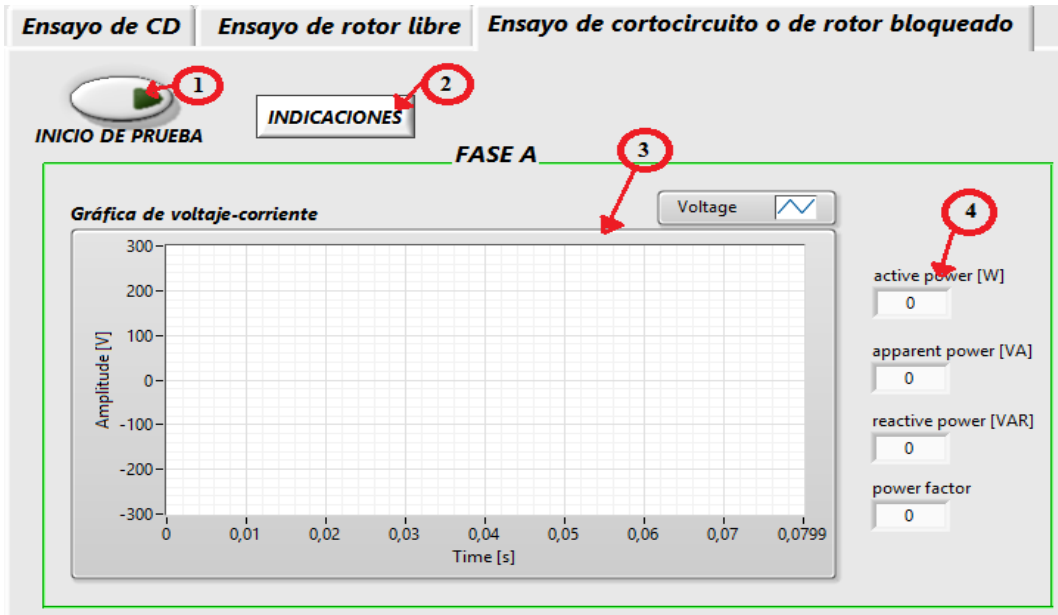 Ensayo de CD
Ensayo de rotor libre
Ensayo de cortocircuito o de rotor bloqueado
1
INICIO DE PRUEBA
2
INDICACIONES
FASE A
3
Gráfica de voltaje-corriente
Voltage
4
300
200
100
0
-100
-200
-300
Amplitude [V]
0 0,01 0,02 0,03 0,04 0,05 0,06 0,07 0,0799
Time [s]
active power [W]
0
apparent power [VA]
0
reactive power [VAR]
0
power factor
0